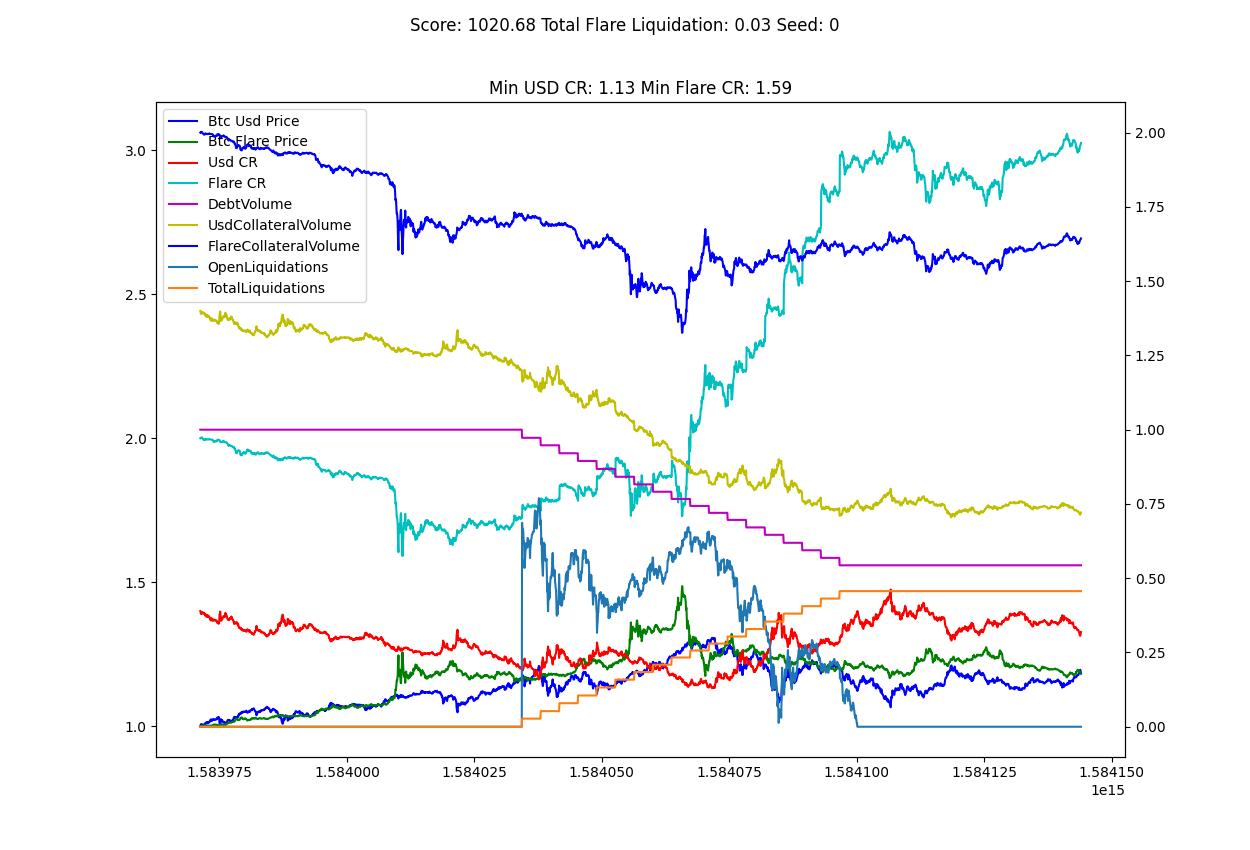 Score: 1020.68 Total Flare Liquidation: 0.03 Seed: 0
Min USD CR: 1.13 Min Flare CR: 1.59
Btc Usd Price
Btc Flare Price
Usd CR
Flare CR
DebtVolume
UsdCollateralVolume
FlareCollateralVolume
OpenLiquidations
TotalLiquidations
3.0
2.5
2.0
1.5
1.0
2.00
1.75
1.50
1.25
1.00
0.75
0.50
0.25
0.00
1.583975 1.584000 1.584025 1.584050 1.584075 1.584100 1.584125 1.584150
1e15